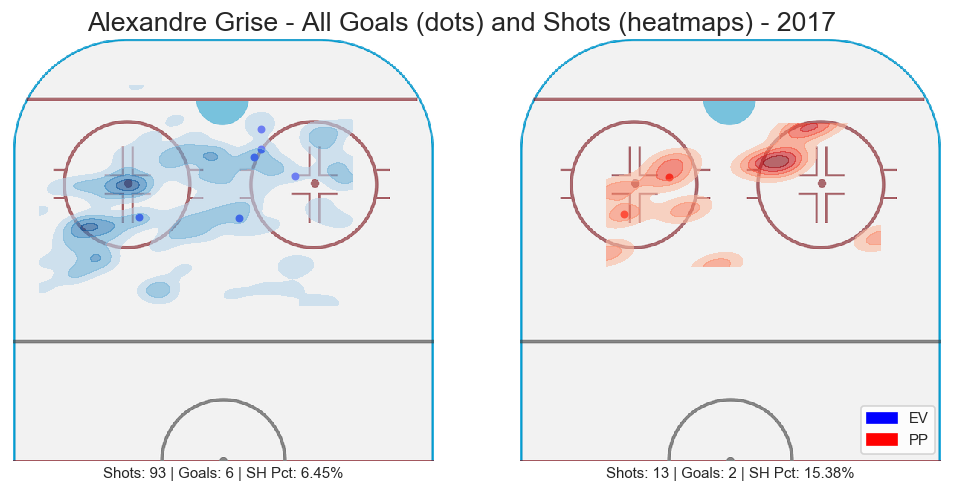 Alexandre Grise - All Goals (dots) and Shots (heatmaps) - 2017
EV
PP
Shots: 93 | Goals: 6 | SH Pct: 6.45%
Shots: 13 | Goals: 2 | SH Pct: 15.38%